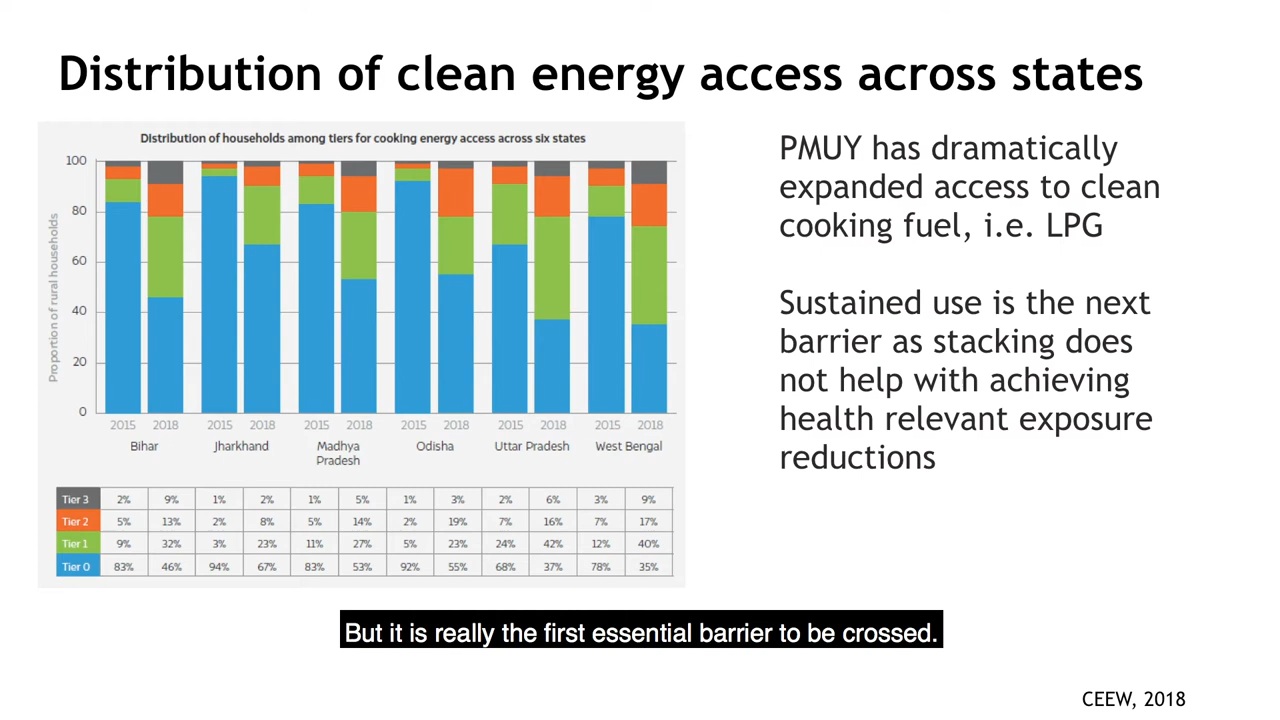 Distribution of clean energy access across states
Distribution of households among tiers for cooking energy access across six states
Proportion of rural households
100
80
60
40
20
0
2015 2018 2015 2018 2015 2018 2015 2018 2015 2018 2015 2018
Bihar Jharkhand Madhya Pradesh Odisha Uttar Pradesh West Bengal
Tier 3 2% 9% 1% 2% 1% 5% 1% 3% 2% 6% 3% 9%
Tier 2 5% 13% 2% 8% 5% 14% 2% 19% 7% 16% 7% 17%
Tier 1 9% 32% 3% 23% 11% 27% 5% 23% 24% 42% 12% 40%
Tier 0 83% 46% 94% 67% 83% 53% 92% 55% 68% 37% 78% 35%
PMUY has dramatically
expanded access to clean
cooking fuel, i.e. LPG
Sustained use is the next
barrier as stacking does
not help with achieving
health relevant exposure
reductions
But it is really the first essential barrier to be crossed.
CEEW, 2018